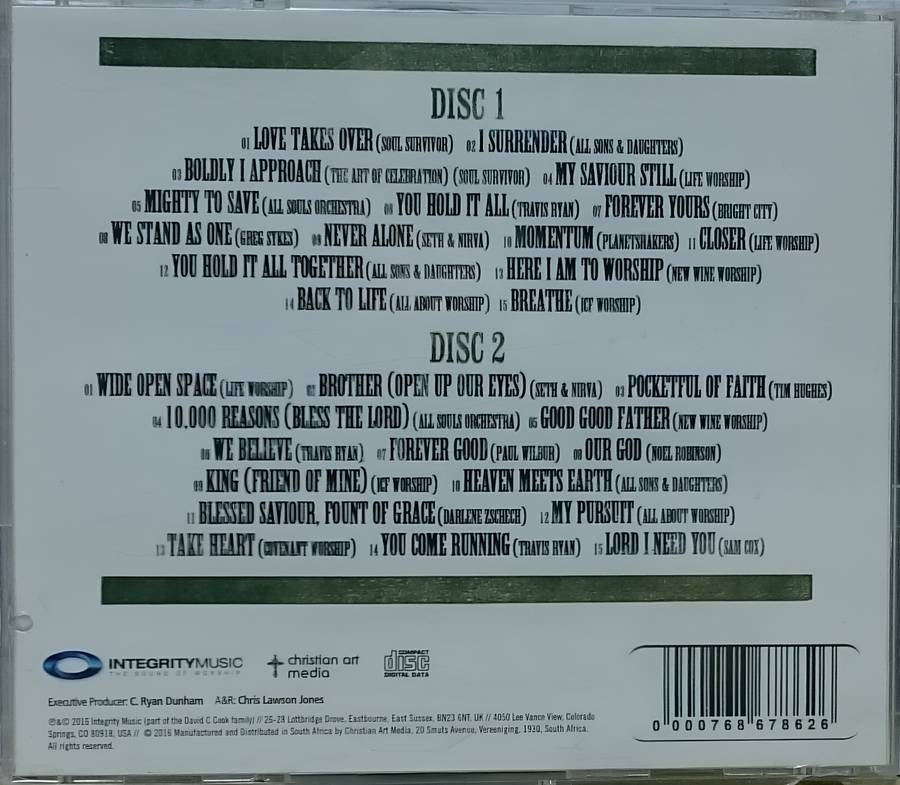 DISC 1
01 LOVE TAKES OVER (SOUL SURVIVOR) 02 I SURRENDER (ALL SONS & DAUGHTERS)
03 BOLDLY I APPROACH (THE ART OF CELEBRATION) (SOUL SURVIVOR) 04 MY SAVIOUR STILL (LIFE WORSHIP)
05 MIGHTY TO SAVE (ALL SOULS ORCHESTRA) 06 YOU HOLD IT ALL (TRAVIS RYAN) 07 FOREVER YOURS (BRIGHT CITY)
08 WE STAND AS ONE (GREG SYKES) 09 NEVER ALONE (SETH & NIRVA) 10 MOMENTUM (PLANETSHAKERS) 11 CLOSER (LIFE WORSHIP)
12 YOU HOLD IT ALL TOGETHER (ALL SONS & DAUGHTERS) 13 HERE I AM TO WORSHIP (NEW WINE WORSHIP)
14 BACK TO LIFE (ALL ABOUT WORSHIP) 15 BREATHE (ICF WORSHIP)
DISC 2
01 WIDE OPEN SPACE (LIFE WORSHIP) 02 BROTHER (OPEN UP OUR EYES) (SETH & NIRVA) 03 POCKETFUL OF FAITH (TIM HUGHES)
04 10,000 REASONS (BLESS THE LORD) (ALL SOULS ORCHESTRA) 05 GOOD GOOD FATHER (NEW WINE WORSHIP)
06 WE BELIEVE (TRAVIS RYAN) 07 FOREVER GOOD (PAUL WILBUR) 08 OUR GOD (NOEL ROBINSON)
09 KING (FRIEND OF MINE) (ICF WORSHIP) 10 HEAVEN MEETS EARTH (ALL SONS & DAUGHTERS)
11 BLESSED SAVIOUR, FOUNT OF GRACE (DARLENE ZSCHECH) 12 MY PURSUIT (ALL ABOUT WORSHIP)
13 TAKE HEART (COVENANT WORSHIP) 14 YOU COME RUNNING (TRAVIS RYAN) 15 LORD I NEED YOU (SAM COX)
INTEGRITYMUSIC
THE SOUND OF WORSHIP
christian art
media
COMPACT
disc
DIGITAL DATA
Executive Producer: C. Ryan Dunham A&R: Chris Lawson Jones
℗&© 2016 Integrity Music (part of the David C Cook family) // 26-28 Lottbridge Drove, Eastbourne, East Sussex, BN23 6NT, UK // 4050 Lee Vance View, Colorado
Springs, CO 80918, USA // © 2016 Manufactured and Distributed in South Africa by Christian Art Media, 20 Smuts Avenue, Vereeniging, 1930, South Africa.
All rights reserved.
0 000768 678626